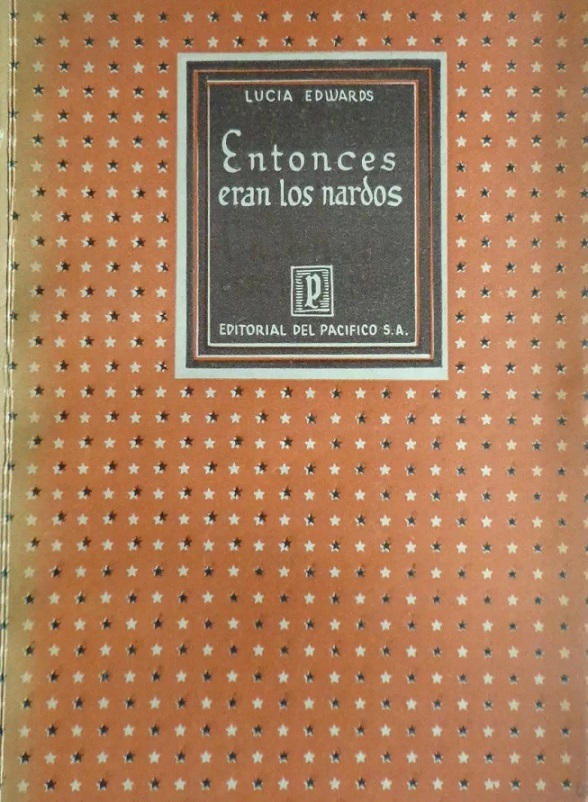 LUCIA EDWARDS
Entonces
eran los nardos
P
EDITORIAL DEL PACIFICO S.A.